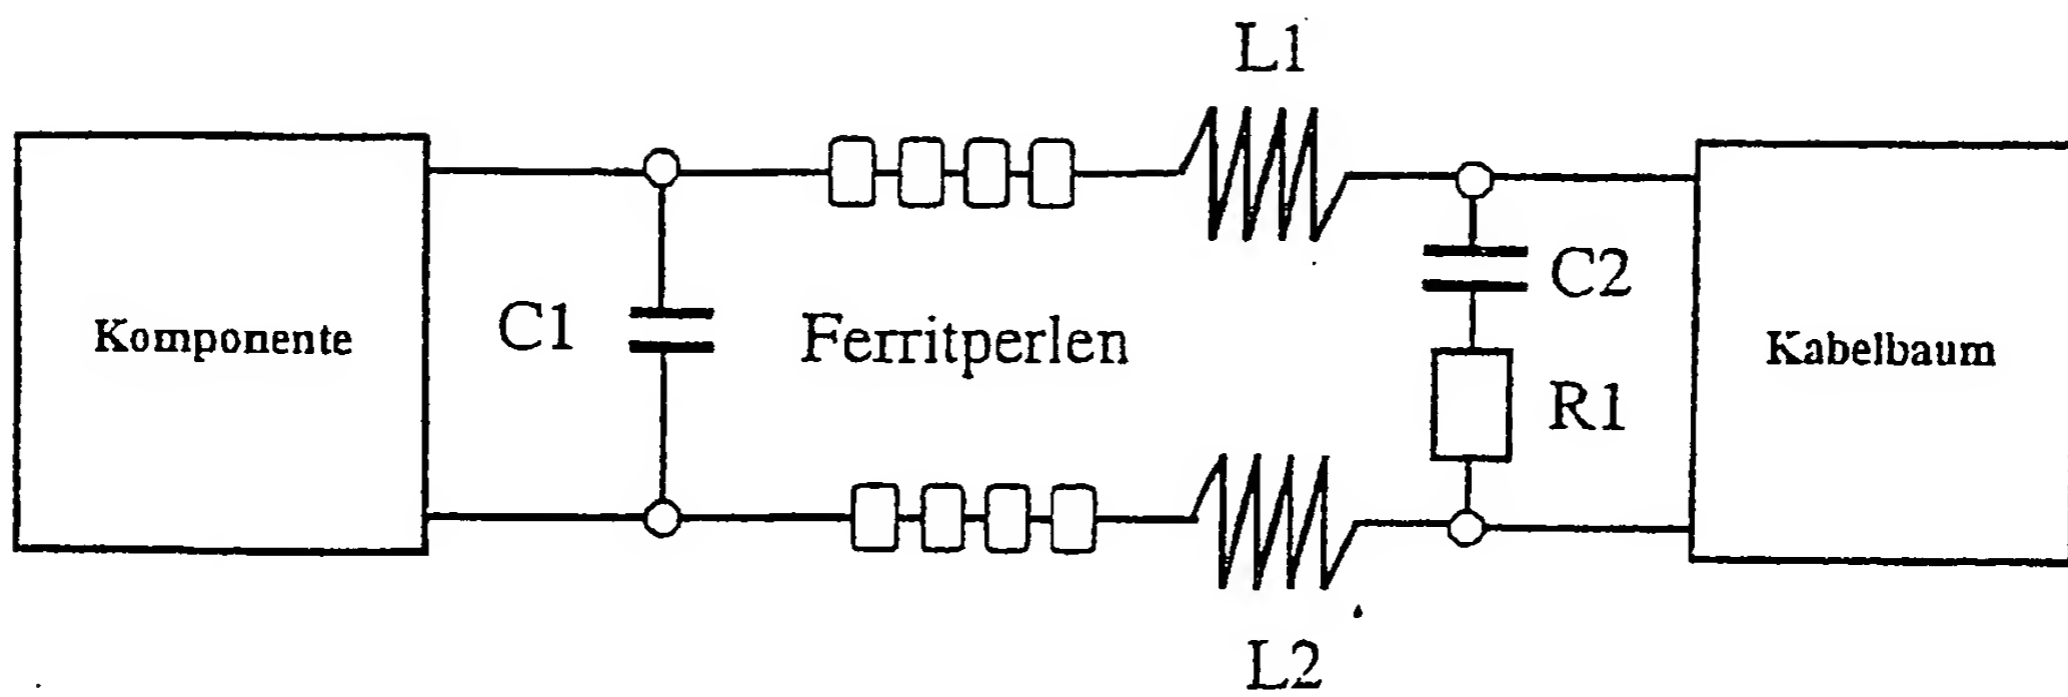 L1
Komponente
C1
Ferritperlen
C2
R1
Kabelbaum
L2